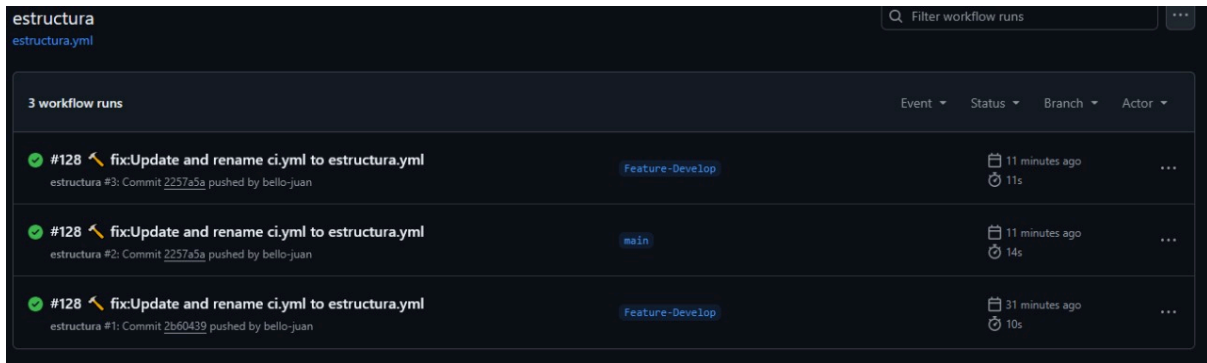 estructura
Filter workflow runs
estructura.yml
3 workflow runs
Event Status Branch Actor
#128 🔨 fix:Update and rename ci.yml to estructura.yml
Feature-Develop
11 minutes ago
estructura #3: Commit 2257a5a pushed by bello-juan
11s
#128 🔨 fix:Update and rename ci.yml to estructura.yml
main
11 minutes ago
estructura #2: Commit 2257a5a pushed by bello-juan
14s
#128 🔨 fix:Update and rename ci.yml to estructura.yml
Feature-Develop
31 minutes ago
estructura #1: Commit 2b60439 pushed by bello-juan
10s